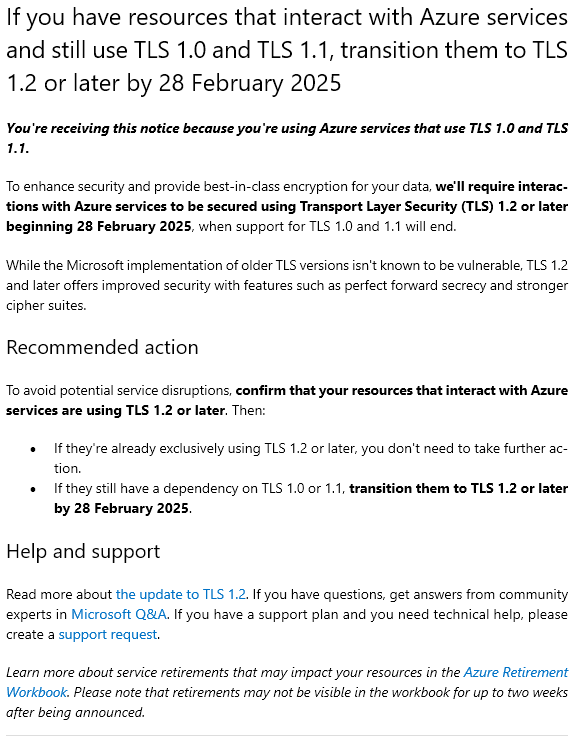 If you have resources that interact with Azure services
and still use TLS 1.0 and TLS 1.1, transition them to TLS
1.2 or later by 28 February 2025
You're receiving this notice because you're using Azure services that use TLS 1.0 and TLS
1.1.
To enhance security and provide best-in-class encryption for your data, we'll require interac-
tions with Azure services to be secured using Transport Layer Security (TLS) 1.2 or later
beginning 28 February 2025, when support for TLS 1.0 and 1.1 will end.
While the Microsoft implementation of older TLS versions isn't known to be vulnerable, TLS 1.2
and later offers improved security with features such as perfect forward secrecy and stronger
cipher suites.
Recommended action
To avoid potential service disruptions, confirm that your resources that interact with Azure
services are using TLS 1.2 or later. Then:
• If they're already exclusively using TLS 1.2 or later, you don't need to take further ac-
tion.
• If they still have a dependency on TLS 1.0 or 1.1, transition them to TLS 1.2 or later
by 28 February 2025.
Help and support
Read more about the update to TLS 1.2. If you have questions, get answers from community
experts in Microsoft Q&A. If you have a support plan and you need technical help, please
create a support request.
Learn more about service retirements that may impact your resources in the Azure Retirement
Workbook. Please note that retirements may not be visible in the workbook for up to two weeks
after being announced.